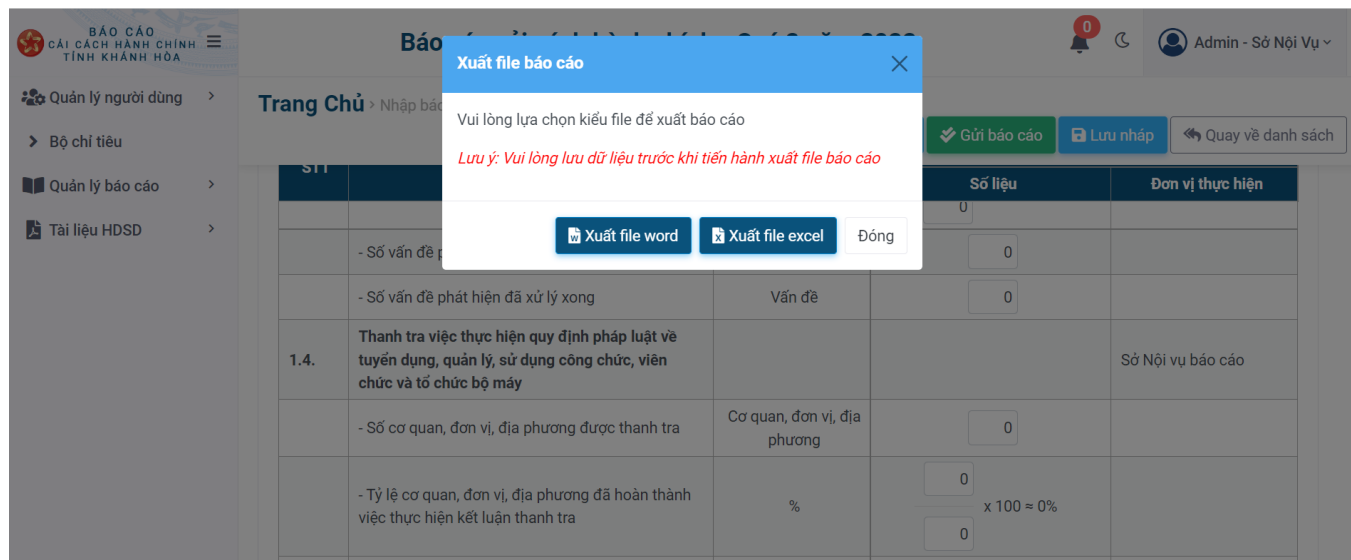 BÁO CÁO
CẢI CÁCH HÀNH CHÍNH
TỈNH KHÁNH HÒA
Báo
0
Admin - Sở Nội Vụ
Quản lý người dùng
Bộ chỉ tiêu
Quản lý báo cáo
Tài liệu HDSD
Trang Chủ › Nhập báo
Gửi báo cáo
Lưu nháp
Quay về danh sách
Xuất file báo cáo
Vui lòng lựa chọn kiểu file để xuất báo cáo
Lưu ý: Vui lòng lưu dữ liệu trước khi tiến hành xuất file báo cáo
Xuất file word
Xuất file excel
Đóng
STT
Số liệu
Đơn vị thực hiện
0
- Số vấn đề
0
- Số vấn đề phát hiện đã xử lý xong
Vấn đề
0
1.4.
Thanh tra việc thực hiện quy định pháp luật về
tuyển dụng, quản lý, sử dụng công chức, viên
chức và tổ chức bộ máy
Sở Nội vụ báo cáo
- Số cơ quan, đơn vị, địa phương được thanh tra
Cơ quan, đơn vị, địa
phương
0
- Tỷ lệ cơ quan, đơn vị, địa phương đã hoàn thành
việc thực hiện kết luận thanh tra
%
0
x 100 ≈ 0%
0